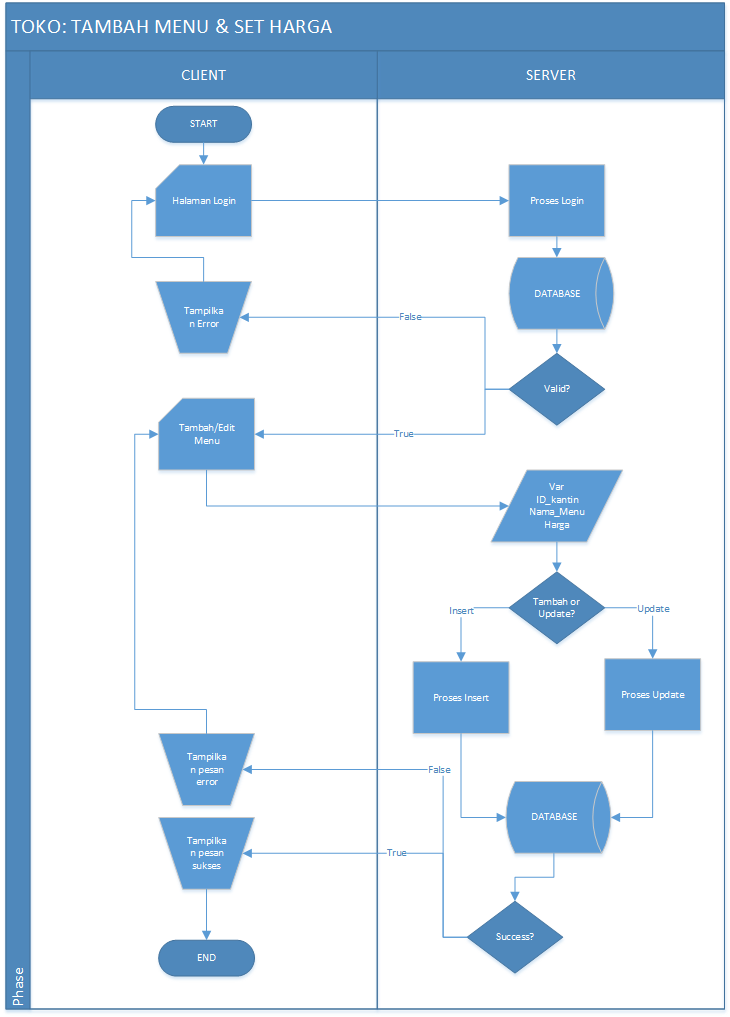 TOKO: TAMBAH MENU & SET HARGA
CLIENT
SERVER
START
Halaman Login
Proses Login
DATABASE
Tampilka
n Error
False
Valid?
Tambah/Edit
Menu
True
Var
ID_kantin
Nama_Menu
Harga
Tambah or
Update?
Insert
Update
Proses Insert
Proses Update
Tampilka
n pesan
error
False
DATABASE
Tampilka
n pesan
sukses
True
Success?
END
Phase